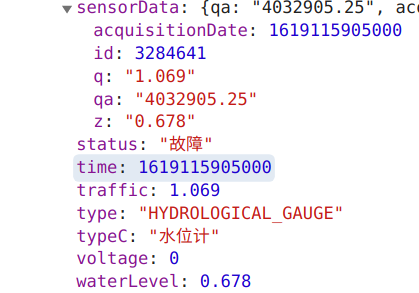 sensorData: {qa: "4032905.25", acq
acquisitionDate: 1619115905000
id: 3284641
q: "1.069"
qa: "4032905.25"
z: "0.678"
status: "故障"
time: 1619115905000
traffic: 1.069
type: "HYDROLOGICAL_GAUGE"
typeC: "水位计"
voltage: 0
waterLevel: 0.678